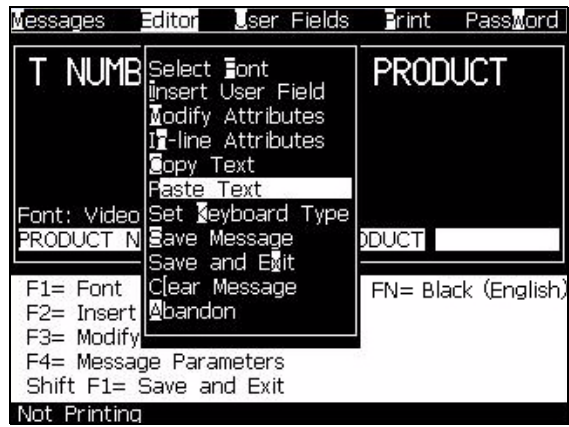 Messages Editor User Fields Print Password
T NUMB PRODUCT
Select Font
Insert User Field
Modify Attributes
In-line Attributes
Copy Text
Paste Text
Set Keyboard Type
Save Message
Save and Exit
Clear Message
Abandon
Font: Video
PRODUCT N DUCT
F1= Font FN= Black (English)
F2= Insert
F3= Modify
F4= Message Parameters
Shift F1= Save and Exit
Not Printing